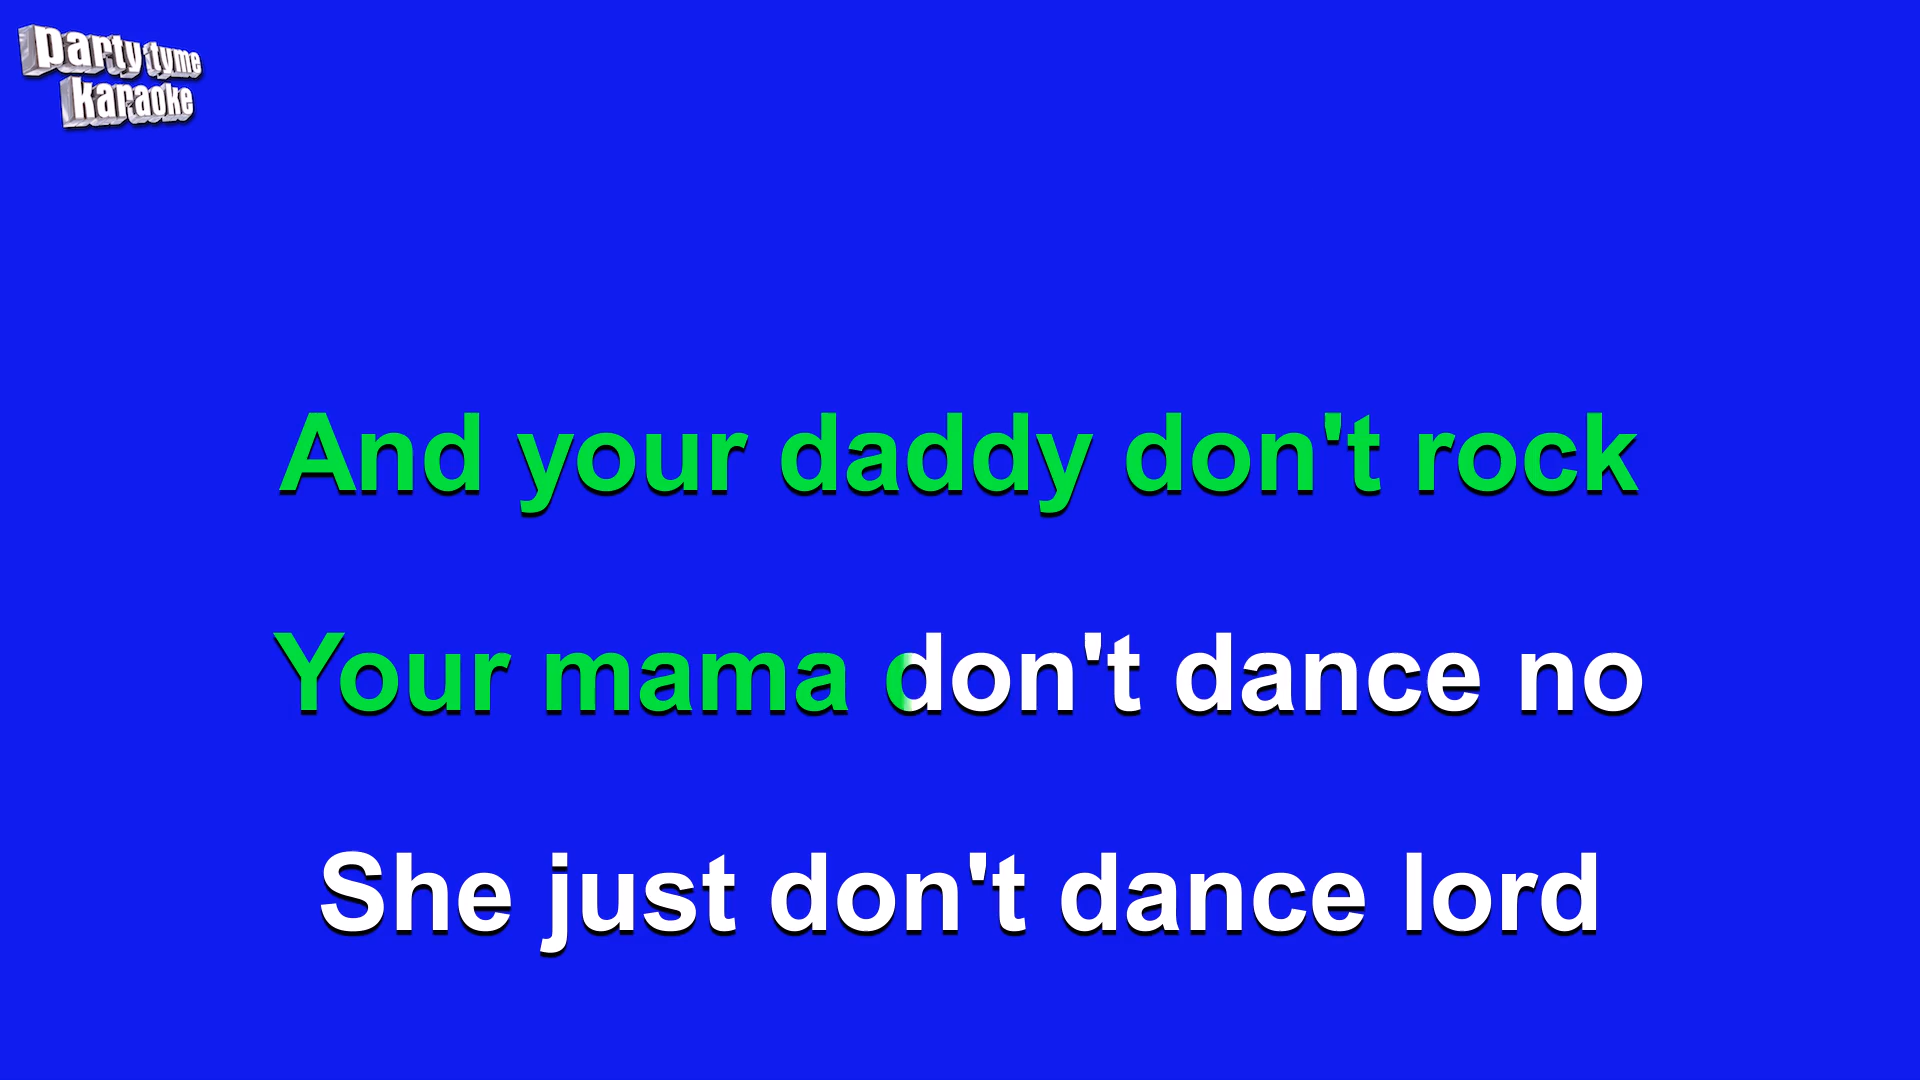 party tyme
karaoke
And your daddy don't rock
Your mama don't dance no
She just don't dance lord